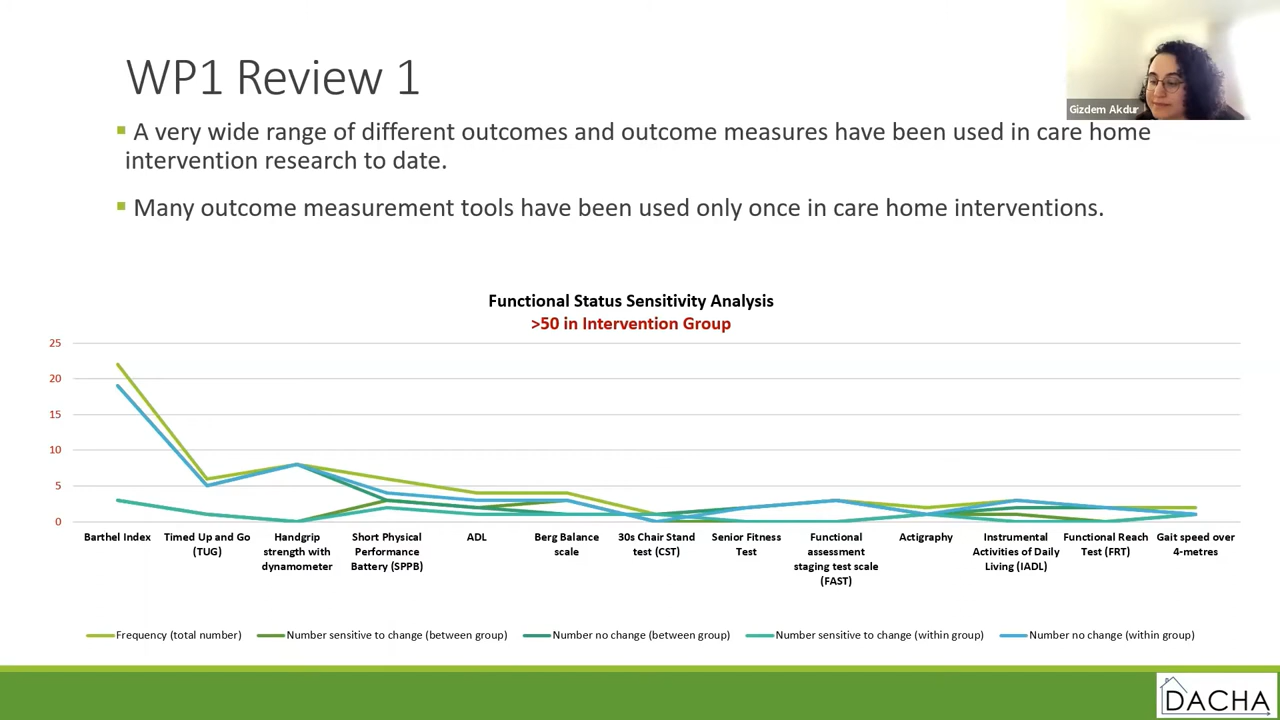 WP1 Review 1
Gizdem Akdur
▪ A very wide range of different outcomes and outcome measures have been used in care home
intervention research to date.
▪ Many outcome measurement tools have been used only once in care home interventions.
Functional Status Sensitivity Analysis
>50 in Intervention Group
25
20
15
10
5
0
Barthel Index
Timed Up and Go
(TUG)
Handgrip
strength with
dynamometer
Short Physical
Performance
Battery (SPPB)
ADL
Berg Balance
scale
30s Chair Stand
test (CST)
Senior Fitness
Test
Functional
assessment
staging test scale
(FAST)
Actigraphy
Instrumental
Activities of Daily
Living (IADL)
Functional Reach
Test (FRT)
Gait speed over
4-metres
Frequency (total number)
Number sensitive to change (between group)
Number no change (between group)
Number sensitive to change (within group)
Number no change (within group)
DACHA